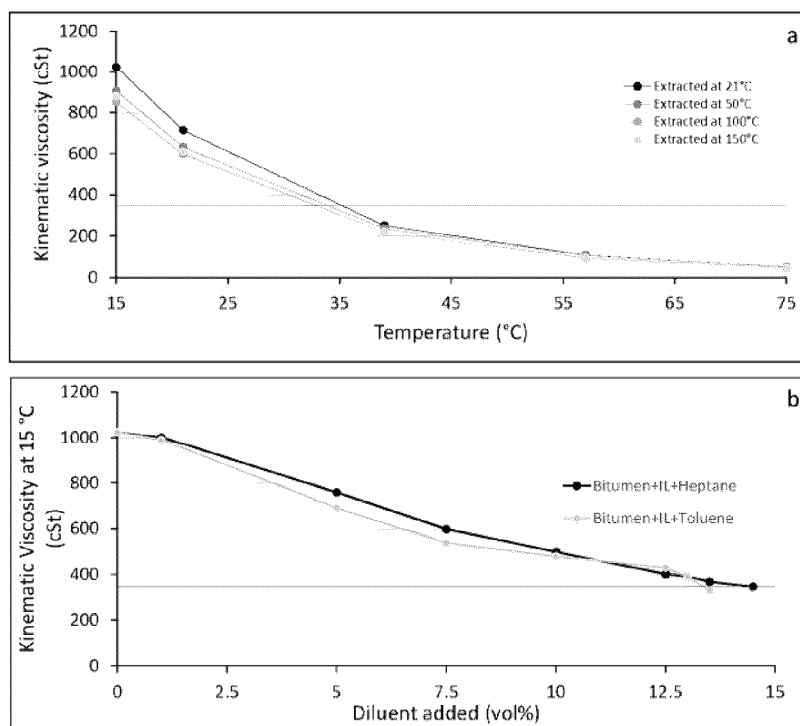 a
Kinematic viscosity (cSt)
1200
1000
800
600
400
200
0
15
25
35
45
55
65
75
Temperature (°C)
Extracted at 21°C
Extracted at 50°C
Extracted at 100°C
Extracted at 150°C
b
Kinematic Viscosity at 15 °C
(cSt)
1200
1000
800
600
400
200
0
0
2.5
5
7.5
10
12.5
15
Diluent added (vol%)
Bitumen+IL+Heptane
Bitumen+IL+Toluene